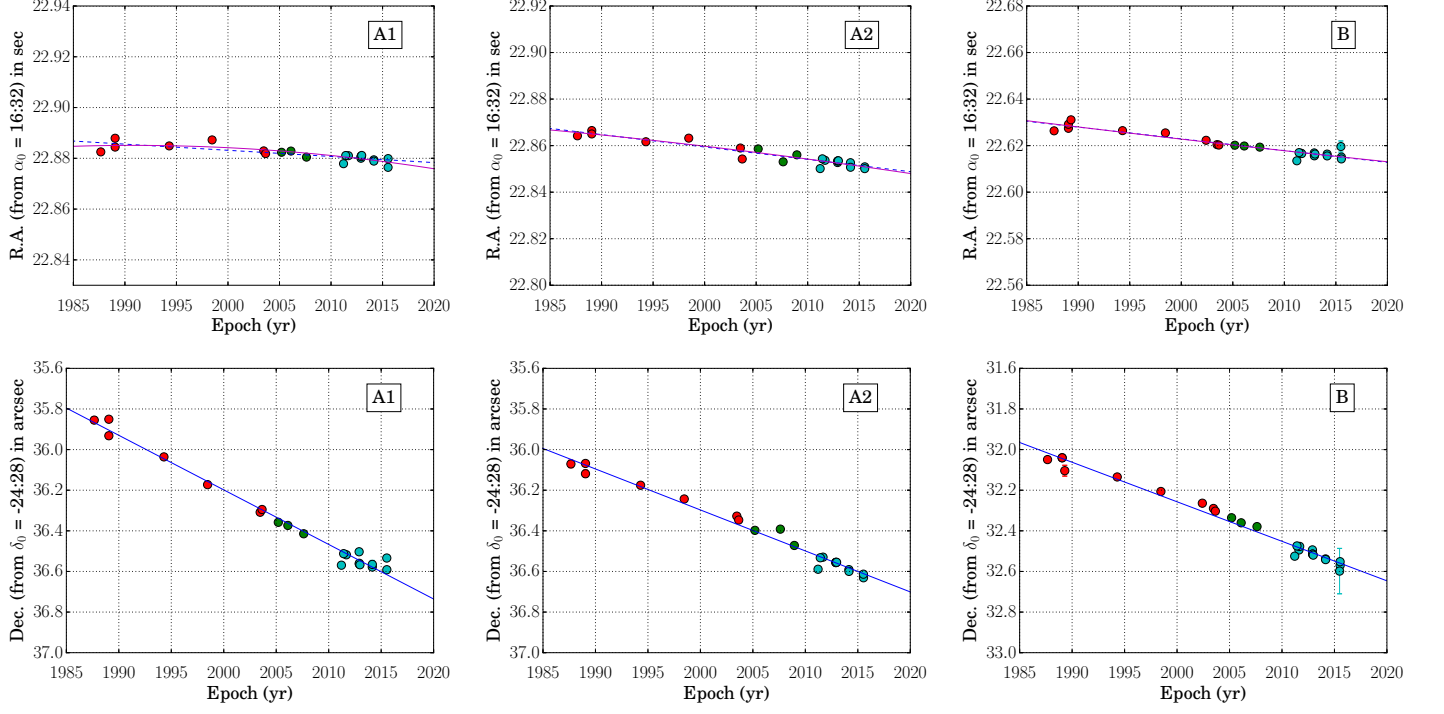 22.94
22.92
22.90
22.88
22.86
22.84
R.A. (from α₀ = 16:32) in sec
A1
1985 1990 1995 2000 2005 2010 2015 2020
Epoch (yr)
22.92
22.90
22.88
22.86
22.84
22.82
22.80
R.A. (from α₀ = 16:32) in sec
A2
1985 1990 1995 2000 2005 2010 2015 2020
Epoch (yr)
22.68
22.66
22.64
22.62
22.60
22.58
22.56
R.A. (from α₀ = 16:32) in sec
B
1985 1990 1995 2000 2005 2010 2015 2020
Epoch (yr)
35.6
35.8
36.0
36.2
36.4
36.6
36.8
37.0
Dec. (from δ₀ = -24:28) in arcsec
A1
1985 1990 1995 2000 2005 2010 2015 2020
Epoch (yr)
35.6
35.8
36.0
36.2
36.4
36.6
36.8
37.0
Dec. (from δ₀ = -24:28) in arcsec
A2
1985 1990 1995 2000 2005 2010 2015 2020
Epoch (yr)
31.6
31.8
32.0
32.2
32.4
32.6
32.8
33.0
Dec. (from δ₀ = -24:28) in arcsec
B
1985 1990 1995 2000 2005 2010 2015 2020
Epoch (yr)